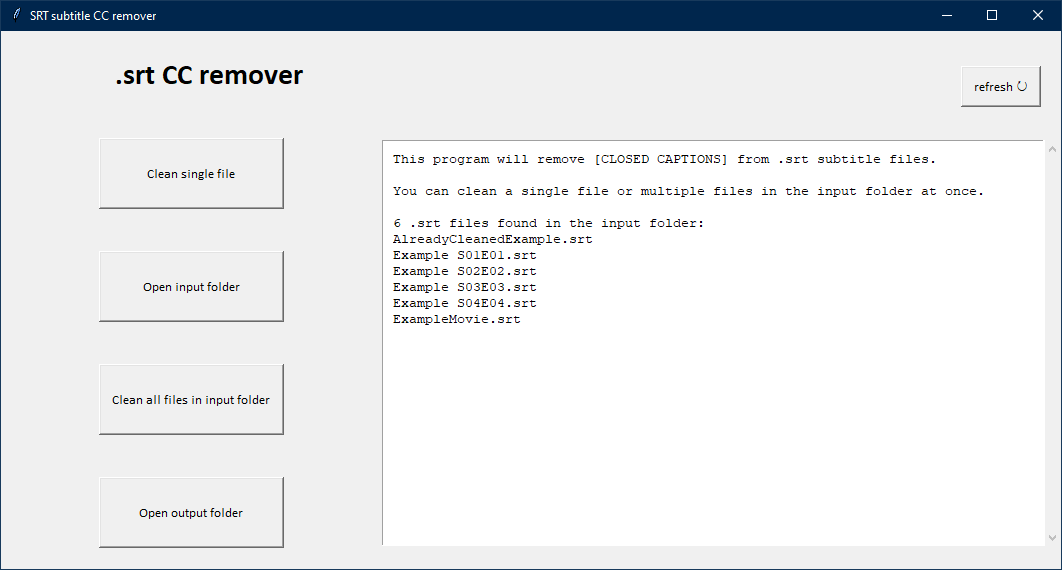 SRT subtitle CC remover
.srt CC remover
refresh ↻
Clean single file
Open input folder
Clean all files in input folder
Open output folder
This program will remove [CLOSED CAPTIONS] from .srt subtitle files.
You can clean a single file or multiple files in the input folder at once.
6 .srt files found in the input folder:
AlreadyCleanedExample.srt
Example S01E01.srt
Example S02E02.srt
Example S03E03.srt
Example S04E04.srt
ExampleMovie.srt